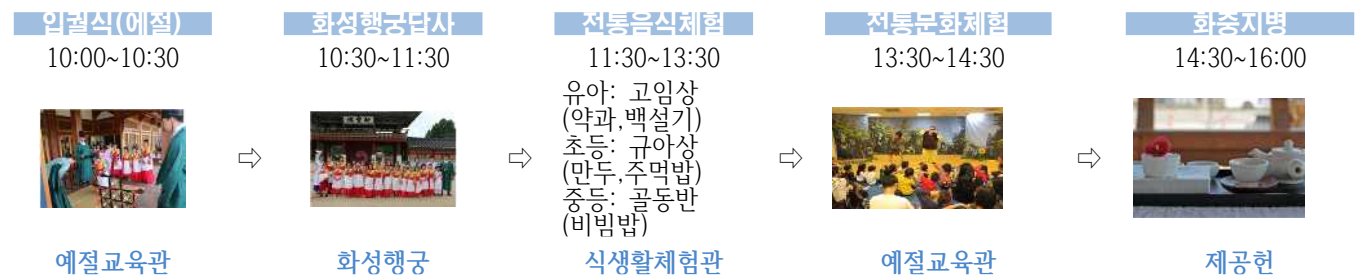 입궐식(에절)
화성행궁답사
전통음식체험
전통문화체험
화중지병
10:00~10:30
10:30~11:30
11:30~13:30
13:30~14:30
14:30~16:00
유아: 고임상
(약과,백설기)
초등: 규아상
(만두,주먹밥)
중등: 골동반
(비빔밥)
⇨
⇨
⇨
⇨
예절교육관
화성행궁
식생활체험관
예절교육관
제공헌